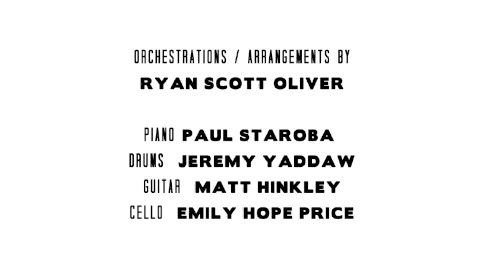 ORCHESTRATIONS / ARRANGEMENTS BY
RYAN SCOTT OLIVER
PIANO PAUL STAROBA
DRUMS JEREMY YADDAW
GUITAR MATT HINKLEY
CELLO EMILY HOPE PRICE